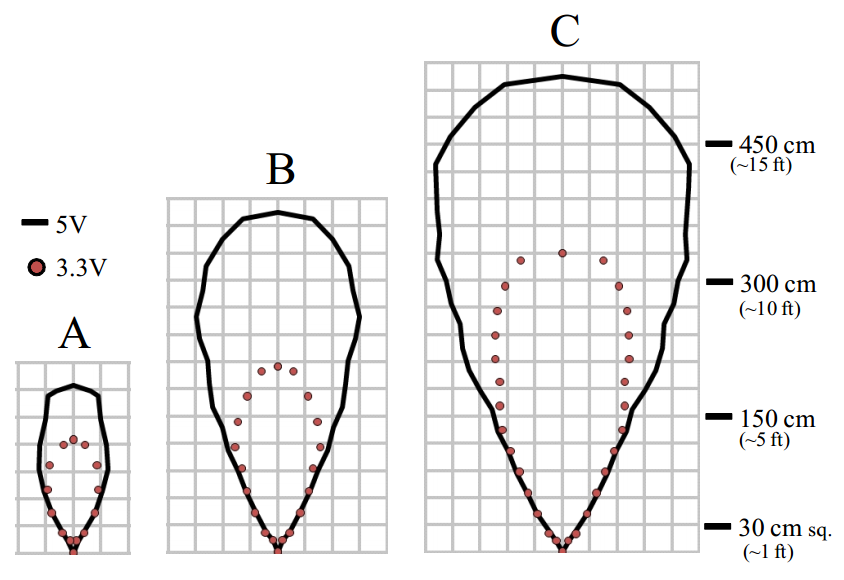 C
B
A
5V
3.3V
450 cm
(~15 ft)
300 cm
(~10 ft)
150 cm
(~5 ft)
30 cm sq.
(~1 ft)